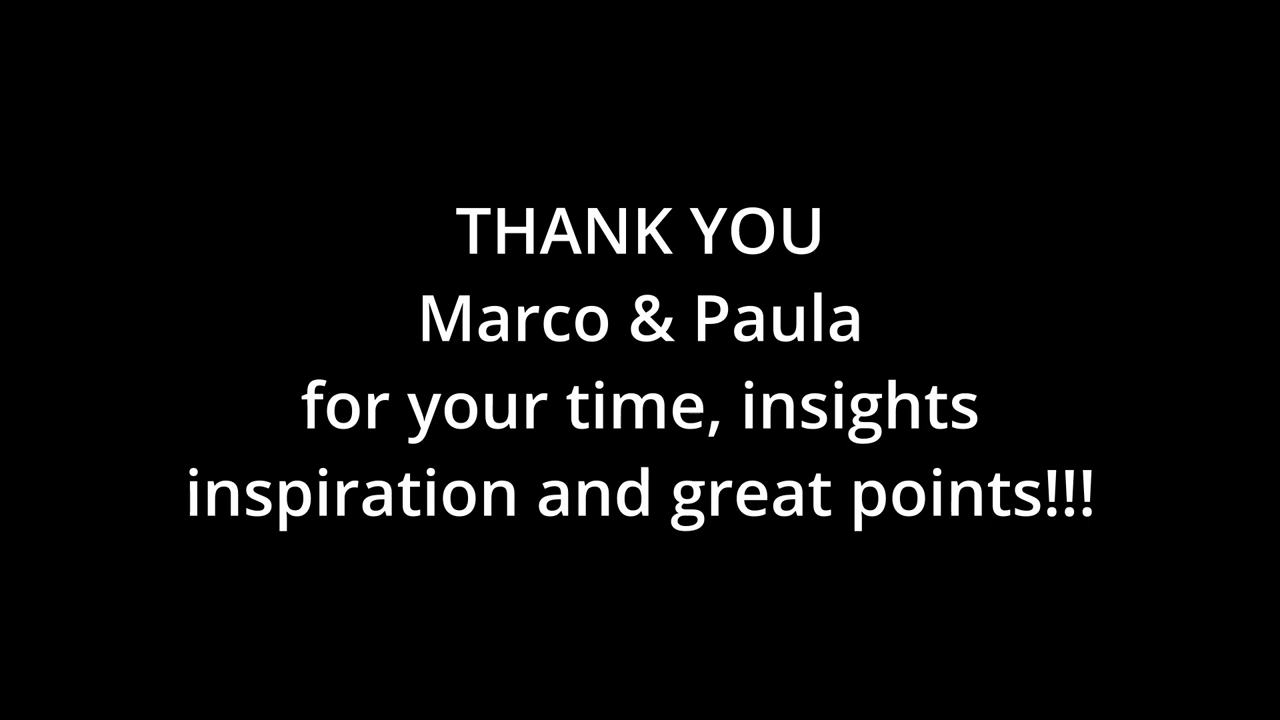 THANK YOU
Marco & Paula
for your time, insights
inspiration and great points!!!